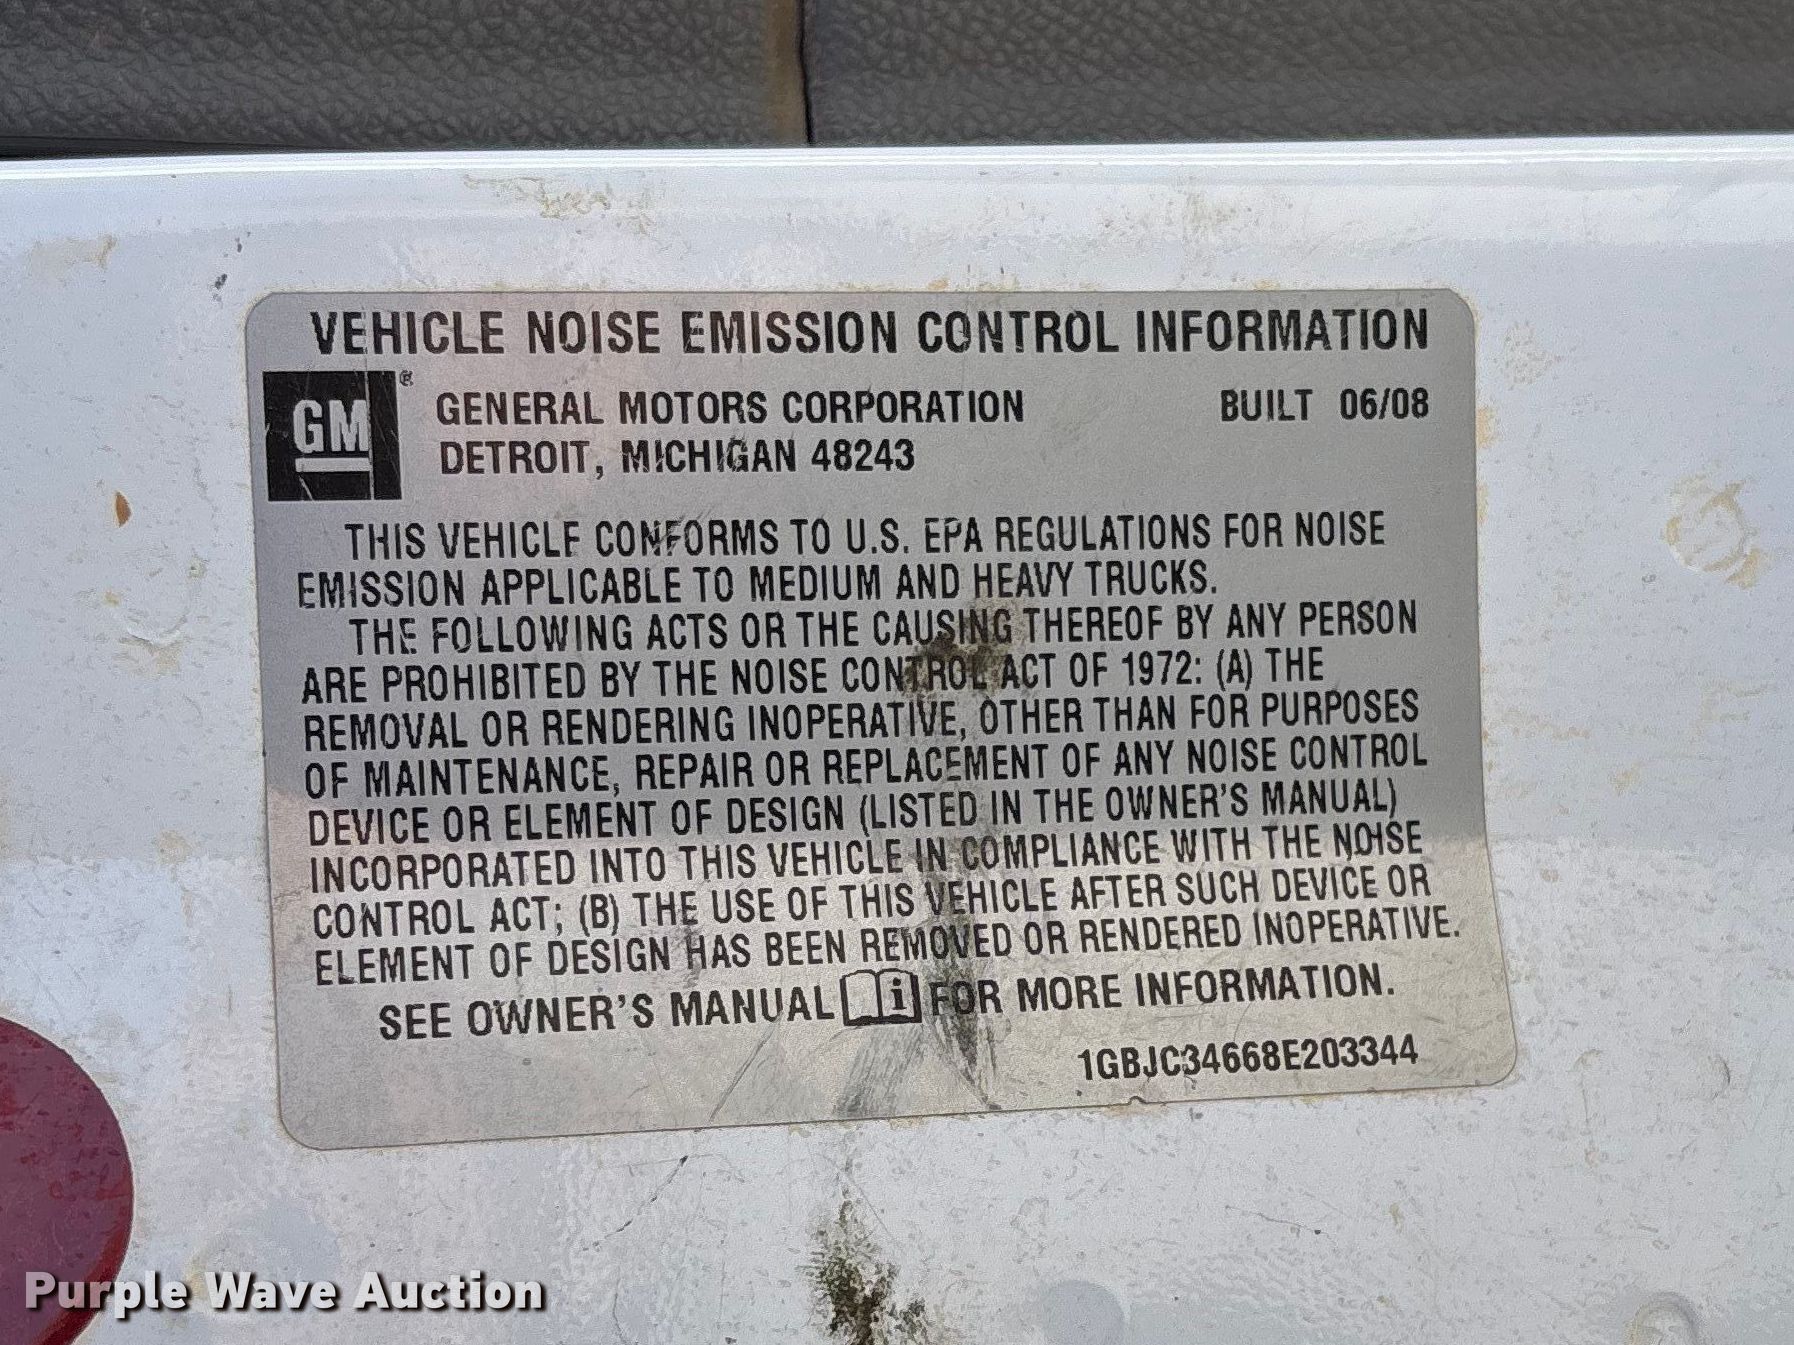 VEHICLE NOISE EMISSION CONTROL INFORMATION
GM ®
GENERAL MOTORS CORPORATION BUILT 06/08
DETROIT, MICHIGAN 48243
THIS VEHICLE CONFORMS TO U.S. EPA REGULATIONS FOR NOISE
EMISSION APPLICABLE TO MEDIUM AND HEAVY TRUCKS.
THE FOLLOWING ACTS OR THE CAUSING THEREOF BY ANY PERSON
ARE PROHIBITED BY THE NOISE CONTROL ACT OF 1972: (A) THE
REMOVAL OR RENDERING INOPERATIVE, OTHER THAN FOR PURPOSES
OF MAINTENANCE, REPAIR OR REPLACEMENT OF ANY NOISE CONTROL
DEVICE OR ELEMENT OF DESIGN (LISTED IN THE OWNER'S MANUAL)
INCORPORATED INTO THIS VEHICLE IN COMPLIANCE WITH THE NOISE
CONTROL ACT; (B) THE USE OF THIS VEHICLE AFTER SUCH DEVICE OR
ELEMENT OF DESIGN HAS BEEN REMOVED OR RENDERED INOPERATIVE.
SEE OWNER'S MANUAL i FOR MORE INFORMATION.
1GBJC34668E203344
Purple Wave Auction